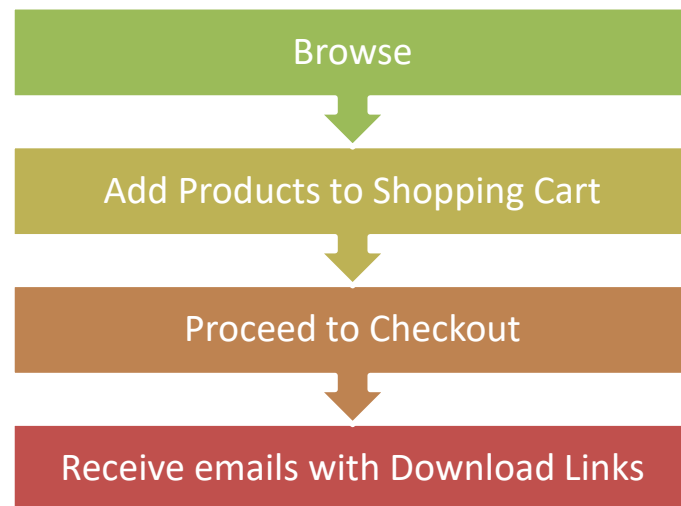 Browse
Add Products to Shopping Cart
Proceed to Checkout
Receive emails with Download Links